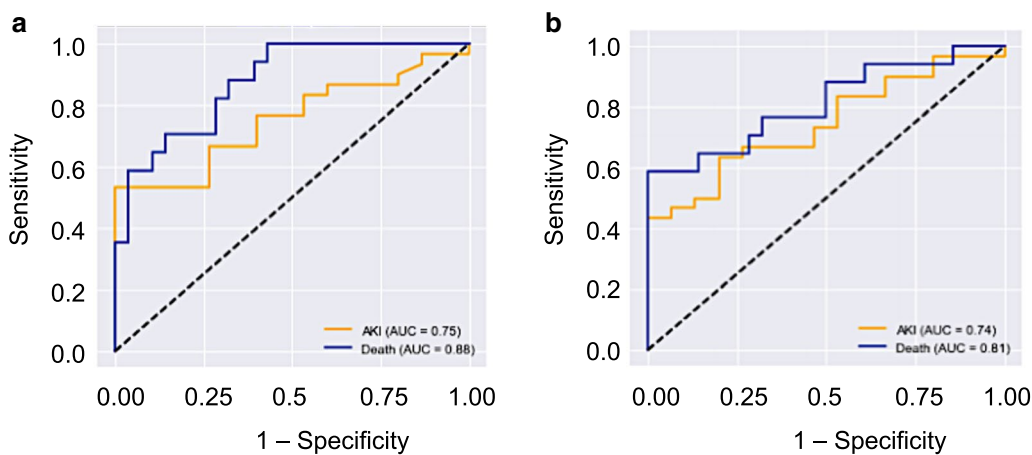 a
1.0
0.8
0.6
0.4
0.2
0.0
Sensitivity
AKI (AUC = 0.75)
Death (AUC = 0.88)
0.00 0.25 0.5 0.75 1.00
1 – Specificity
b
1.0
0.8
0.6
0.4
0.2
0.0
Sensitivity
AKI (AUC = 0.74)
Death (AUC = 0.81)
0.00 0.25 0.5 0.75 1.00
1 – Specificity